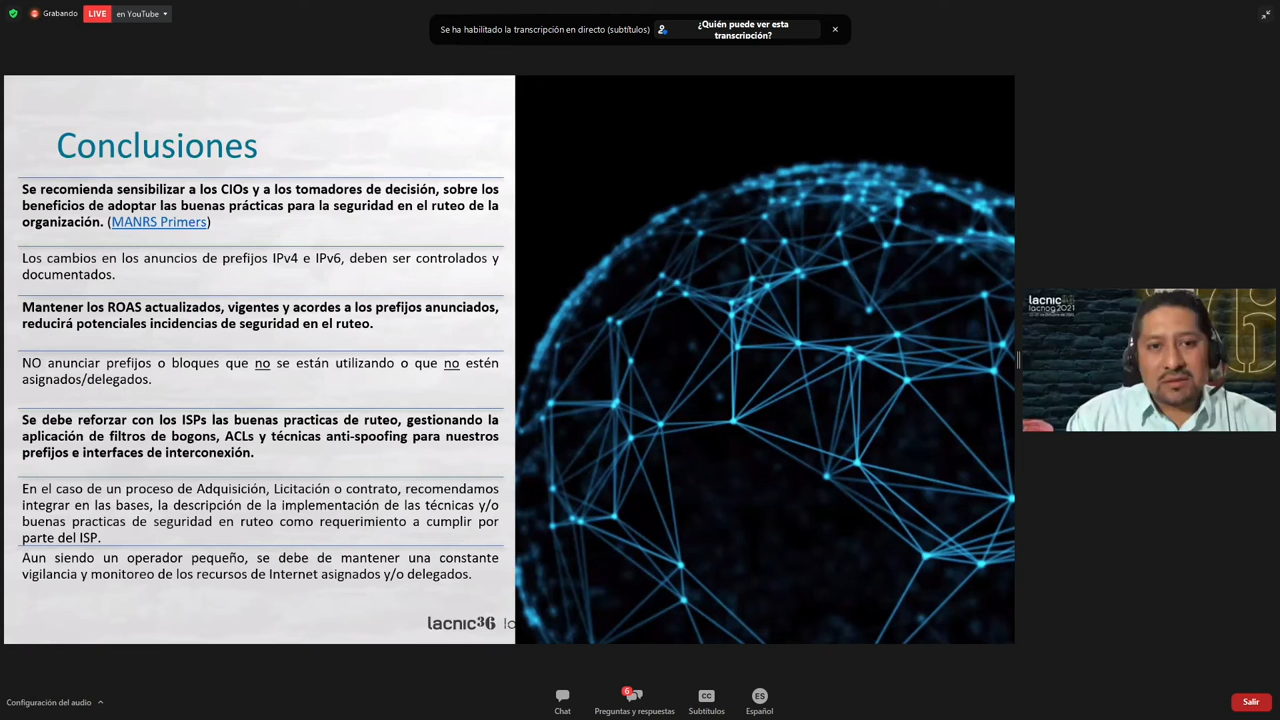 Grabando
LIVE
en YouTube
Se ha habilitado la transcripción en directo (subtítulos)
¿Quién puede ver esta
transcripción?
Conclusiones
Se recomienda sensibilizar a los CIOs y a los tomadores de decisión, sobre los
beneficios de adoptar las buenas prácticas para la seguridad en el ruteo de la
organización. (MANRS Primers)
Los cambios en los anuncios de prefijos IPv4 e IPv6, deben ser controlados y
documentados.
Mantener los ROAS actualizados, vigentes y acordes a los prefijos anunciados,
reducirá potenciales incidencias de seguridad en el ruteo.
NO anunciar prefijos o bloques que no se están utilizando o que no estén
asignados/delegados.
Se debe reforzar con los ISPs las buenas practicas de ruteo, gestionando la
aplicación de filtros de bogons, ACLs y técnicas anti-spoofing para nuestros
prefijos e interfaces de interconexión.
En el caso de un proceso de Adquisición, Licitación o contrato, recomendamos
integrar en las bases, la descripción de la implementación de las técnicas y/o
buenas practicas de seguridad en ruteo como requerimiento a cumplir por
parte del ISP.
Aun siendo un operador pequeño, se debe de mantener una constante
vigilancia y monitoreo de los recursos de Internet asignados y/o delegados.
lacnic36 la
lacnic36
lacnog 2021
Configuración del audio
Chat
6
Preguntas y respuestas
CC
Subtítulos
ES
Español
Salir